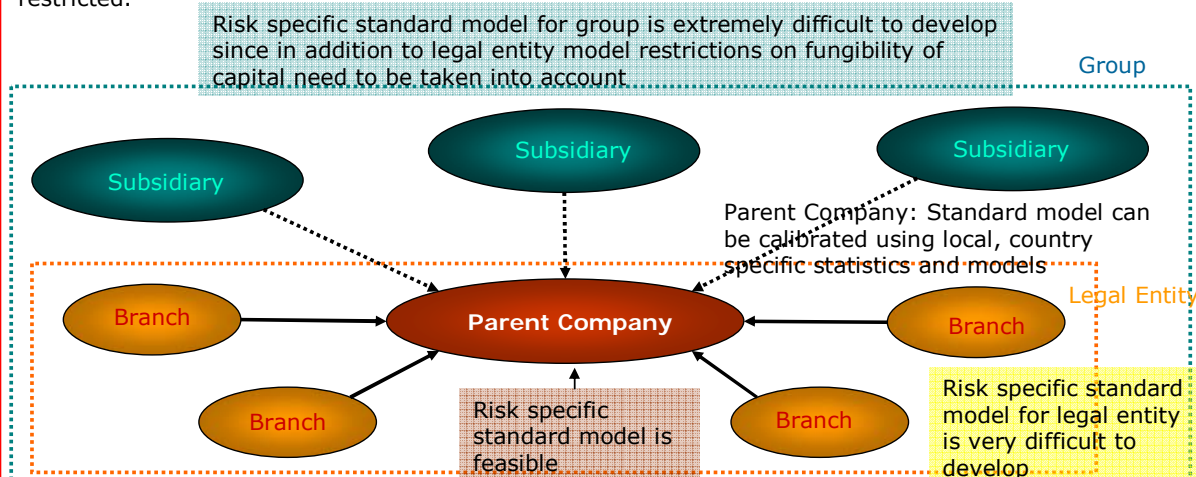 restricted.
Risk specific standard model for group is extremely difficult to develop
since in addition to legal entity model restrictions on fungibility of
capital need to be taken into account
Group
Subsidiary
Subsidiary
Subsidiary
Parent Company: Standard model can
be calibrated using local, country
specific statistics and models
Legal Entity
Branch
Parent Company
Branch
Branch
Risk specific
standard model is
feasible
Branch
Risk specific standard
model for legal entity
is very difficult to
develop